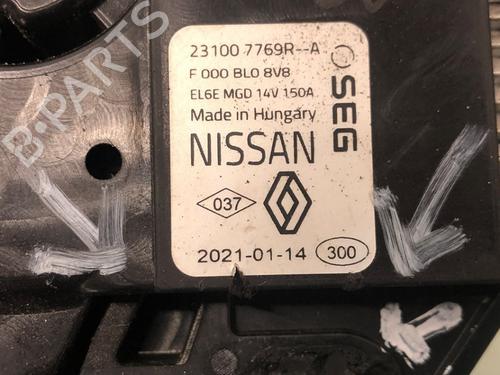 23100 7769R--A
F 000 BL0 8V8
EL6E MGD 14V 150A
Made in Hungary
NISSAN
SEG
037
2021-01-14
300
B-PARTS